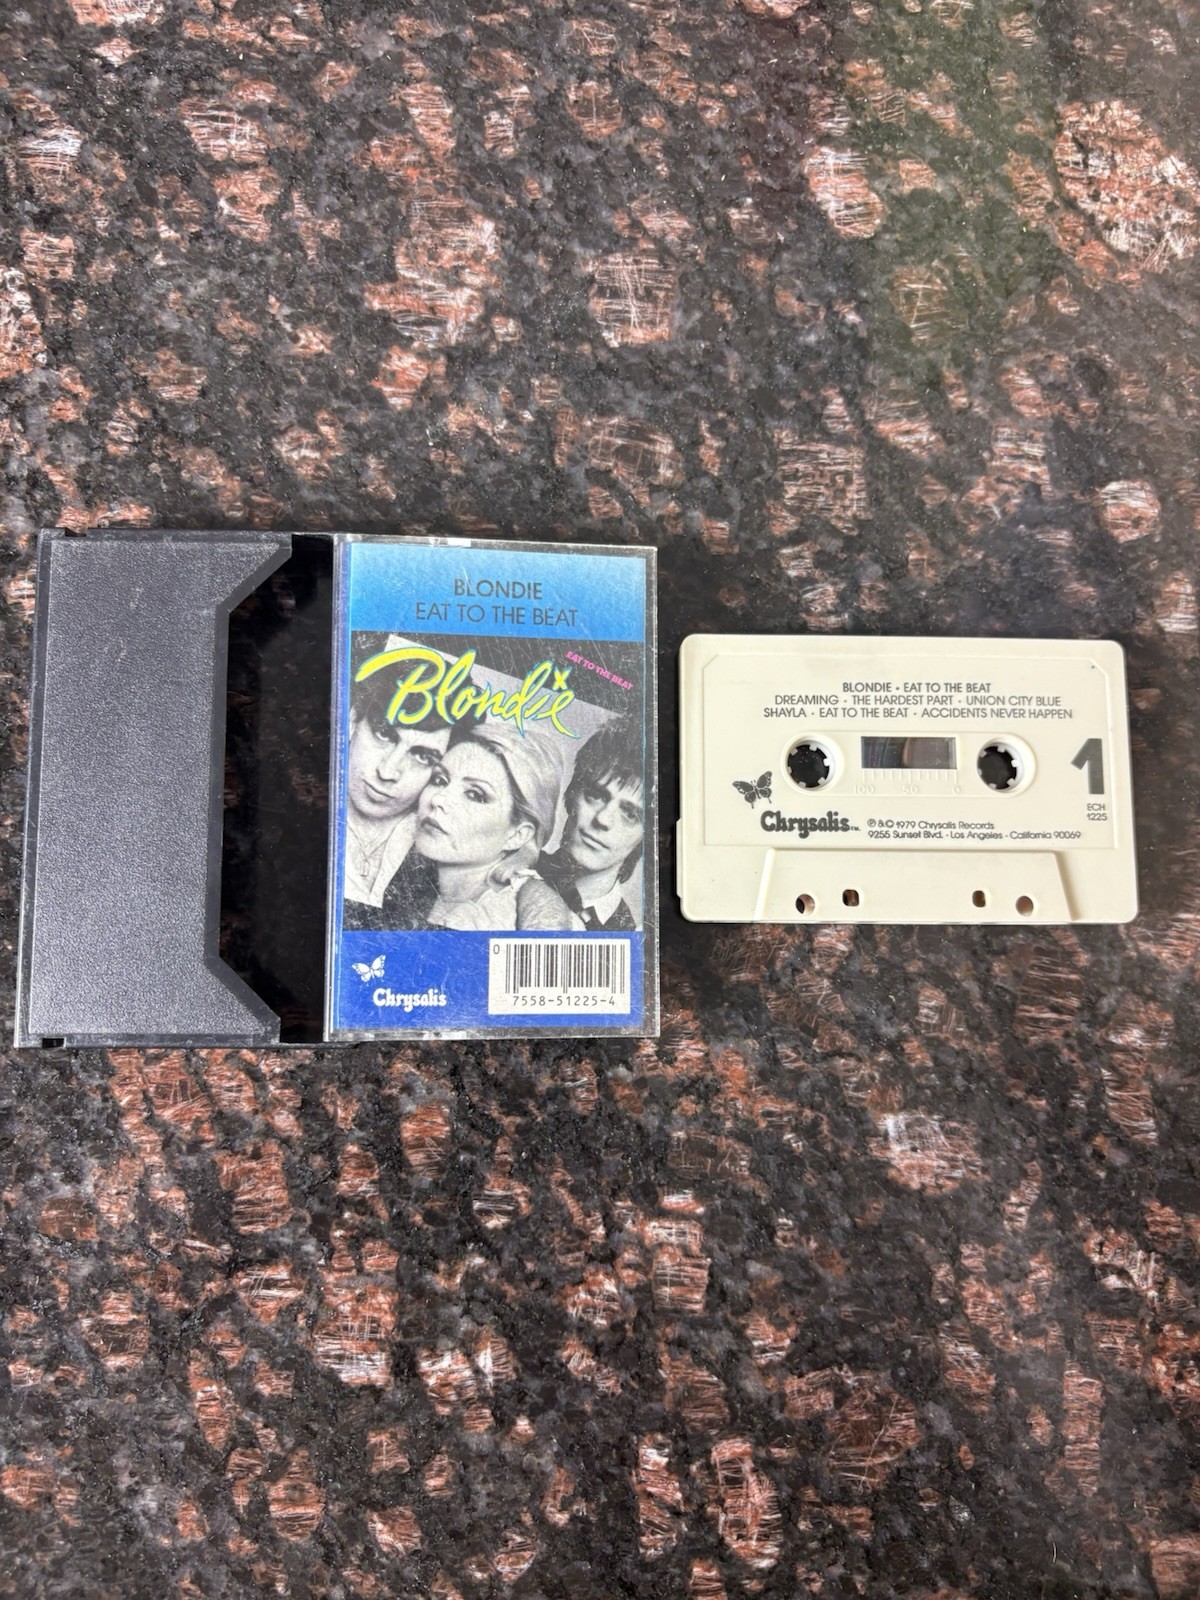 BLONDIE
EAT TO THE BEAT
Blondie
EAT TO THE BEAT
Chrysalis
0 7558-51225-4
BLONDIE • EAT TO THE BEAT
DREAMING • THE HARDEST PART • UNION CITY BLUE
SHAYLA • EAT TO THE BEAT • ACCIDENTS NEVER HAPPEN
100 50 0
1
ECH
1225
Chrysalis TM
℗ & © 1979 Chrysalis Records
9255 Sunset Blvd. • Los Angeles • California 90069